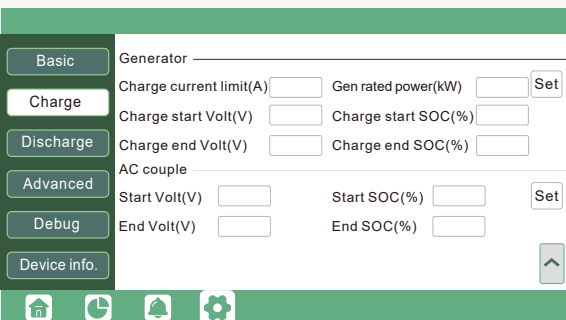 Basic
Charge
Discharge
Advanced
Debug
Device info.
Generator
Charge current limit(A) Gen rated power(kW) Set
Charge start Volt(V) Charge start SOC(%)
Charge end Volt(V) Charge end SOC(%)
AC couple
Start Volt(V) Start SOC(%) Set
End Volt(V) End SOC(%)